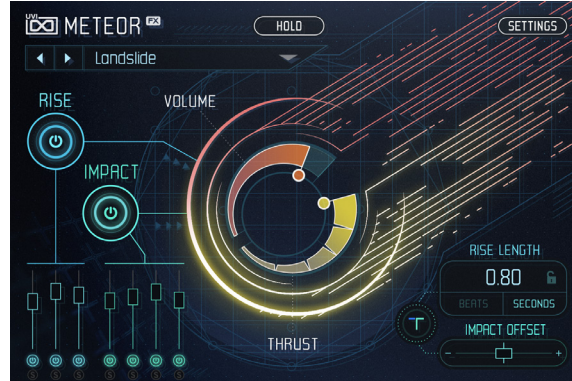 UVI METEOR FX
HOLD
SETTINGS
Landslide
RISE
VOLUME
IMPACT
RISE LENGTH
0.80
BEATS SECONDS
T
IMPACT OFFSET
- +
THRUST
S S S S S S S